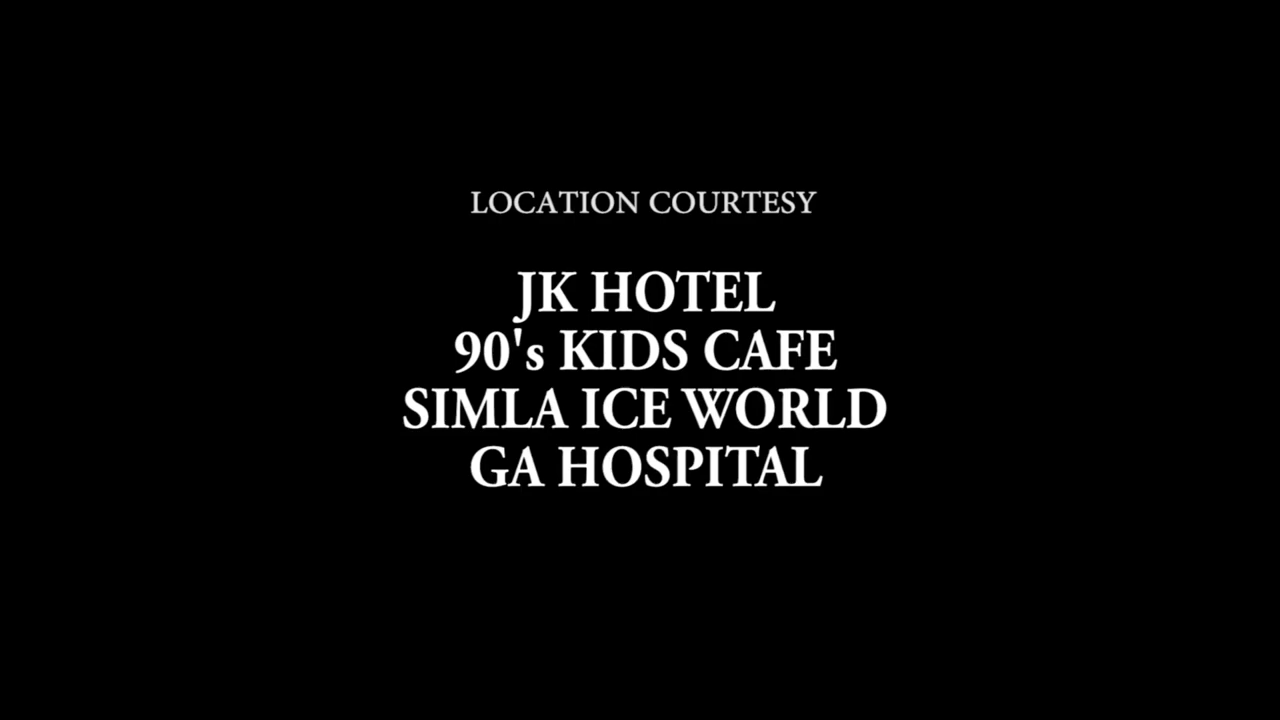 LOCATION COURTESY
JK HOTEL
90's KIDS CAFE
SIMLA ICE WORLD
GA HOSPITAL